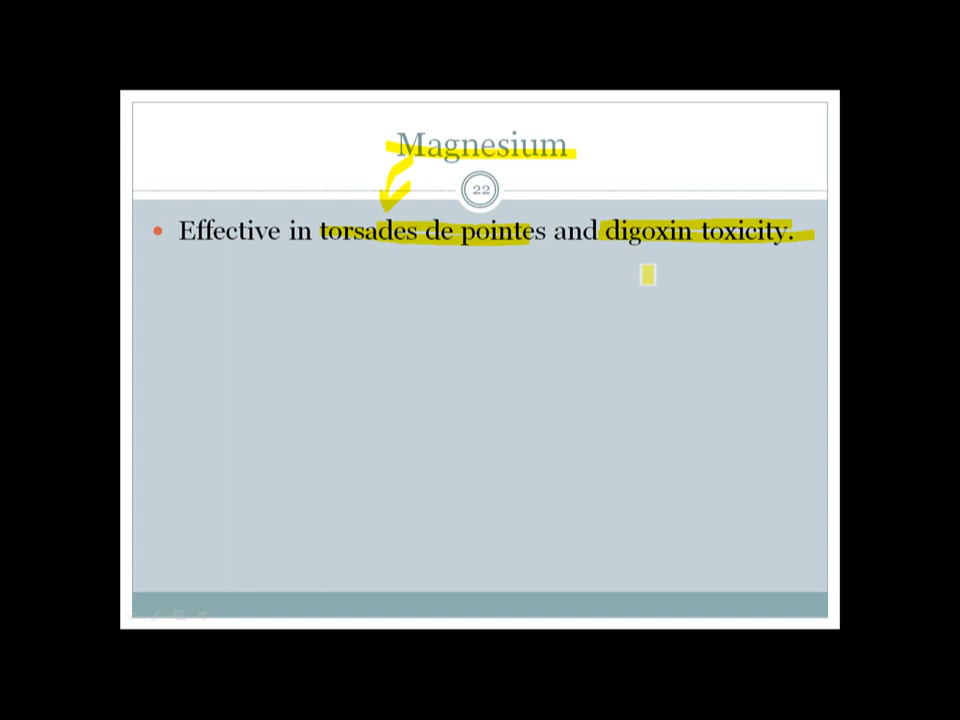 Magnesium
22
• Effective in torsades de pointes and digoxin toxicity.